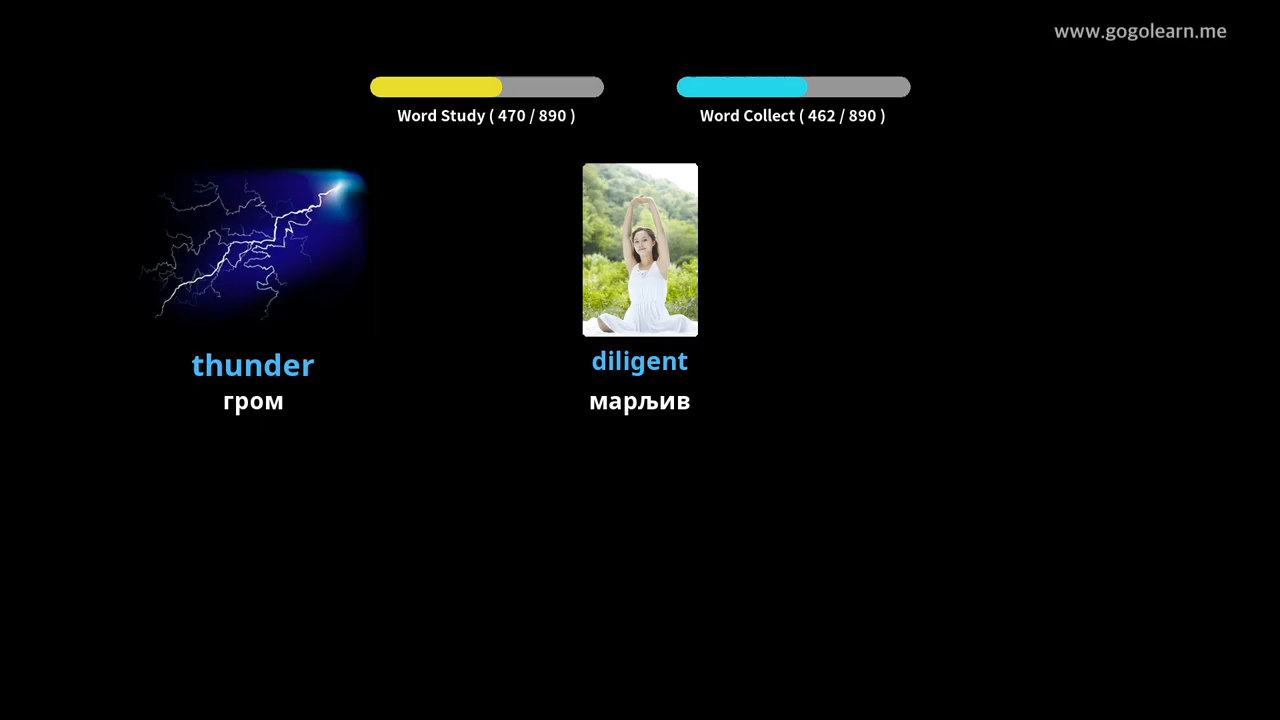 www.gogolearn.me
Word Study ( 470 / 890 )
Word Collect ( 462 / 890 )
thunder
гром
diligent
марљив